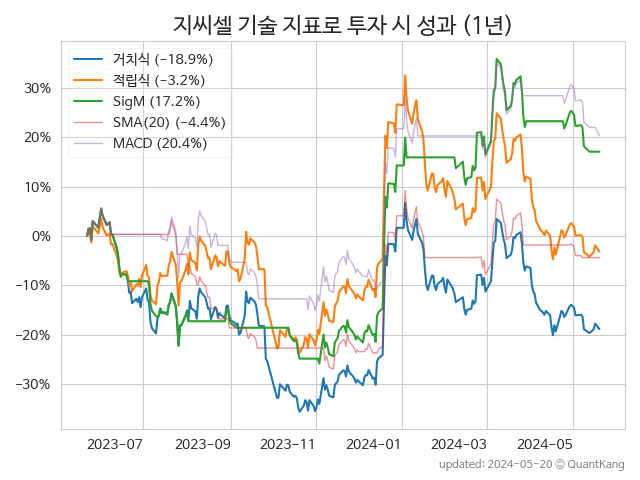 지씨셀 기술 지표로 투자 시 성과 (1년)
거치식 (−18.9%)
적립식 (−3.2%)
SigM (17.2%)
SMA(20) (−4.4%)
MACD (20.4%)
30%
20%
10%
0%
−10%
−20%
−30%
2023-07 2023-09 2023-11 2024-01 2024-03 2024-05
updated: 2024-05-20 © QuantKang